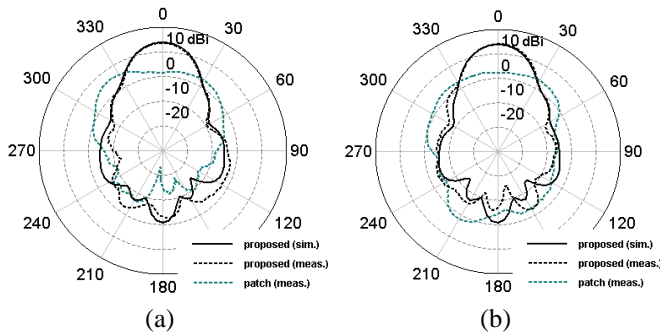 0
330
30
10 dBi
300
0
60
-10
-20
270
90
240
120
210
180
proposed (sim.)
proposed (meas.)
patch (meas.)
(a)
0
330
30
10 dBi
300
0
60
-10
-20
270
90
240
120
210
180
proposed (sim.)
proposed (meas.)
patch (meas.)
(b)